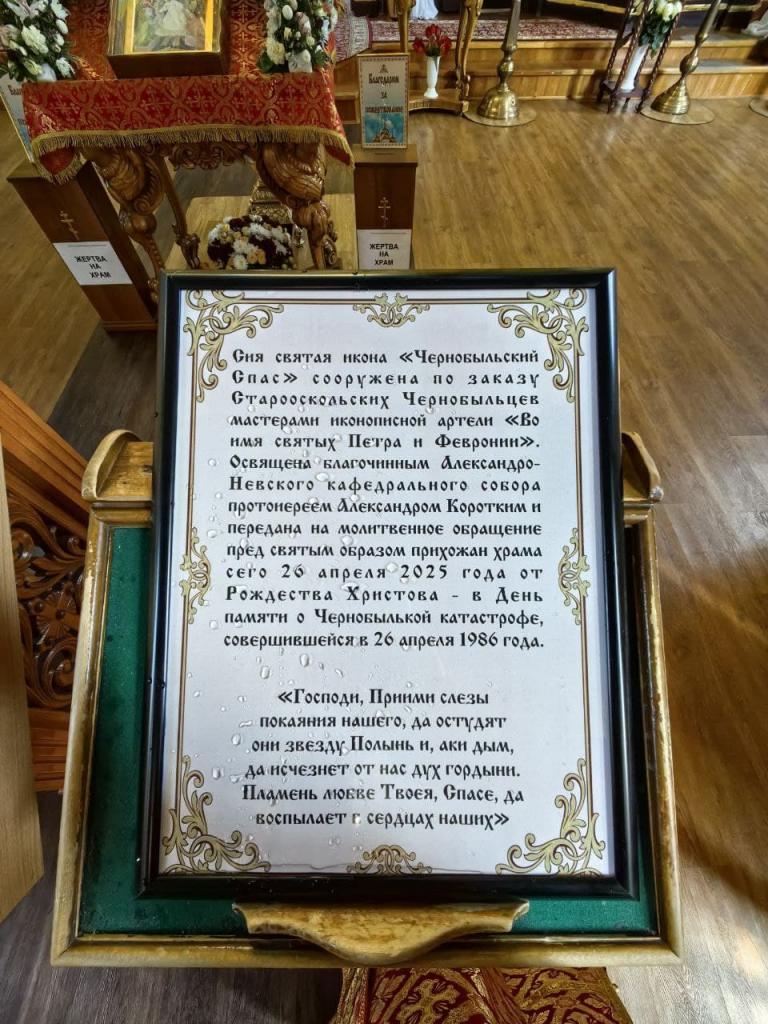 Благодарим
за
пожертвование
ЖЕРТВА
НА
ХРАМ
ЖЕРТВА
НА
ХРАМ
Сия святая икона «Чернобыльский
Спас» сооружена по заказу
Старооскольских Чернобыльцев
мастерами иконописной артели «Во
имя святых Петра и Февронии».
Освящена благочинным Александро-
Невского кафедрального собора
протоиереем Александром Коротким и
передана на молитвенное обращение
пред святым образом прихожан храма
сего 26 апреля 2025 года от
Рождества Христова - в День
памяти о Чернобылькой катастрофе,
совершившейся в 26 апреля 1986 года.
«Господи, Приими слезы
покаяния нашего, да остудят
они звезду Полынь и, аки дым,
да исчезнет от нас дух гордыни.
Пламень любве Твоея, Спасе, да
воспылает в сердцах наших»